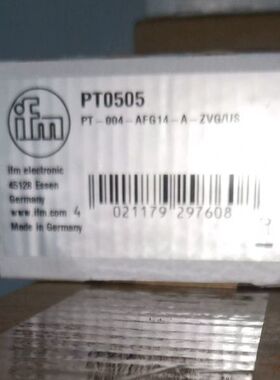 ifm
PT0505
PT-004-AFG14-A-ZVG/US
ifm electronic
45128 Essen
Germany
www.ifm.com
Made in Germany
4 021179 297608